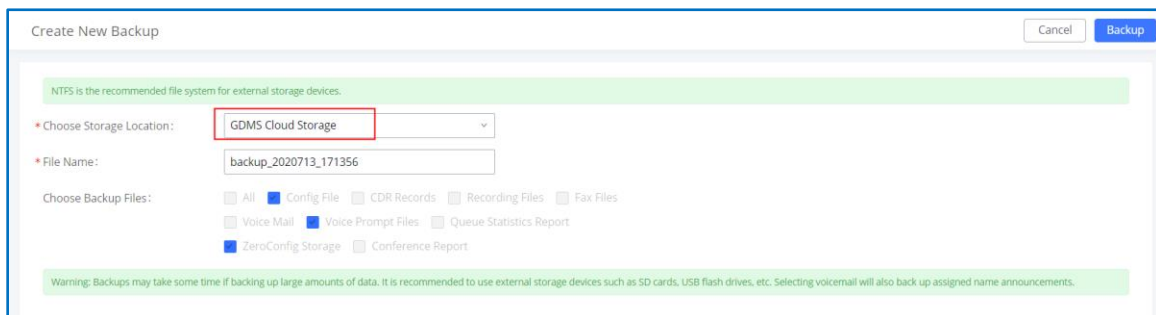 Create New Backup
Cancel
Backup
NTFS is the recommended file system for external storage devices.
* Choose Storage Location:
GDMS Cloud Storage
* File Name:
backup_2020713_171356
Choose Backup Files:
All Config File CDR Records Recording Files Fax Files
Voice Mail Voice Prompt Files Queue Statistics Report
ZeroConfig Storage Conference Report
Warning: Backups may take some time if backing up large amounts of data. It is recommended to use external storage devices such as SD cards, USB flash drives, etc. Selecting voicemail will also back up assigned name announcements.